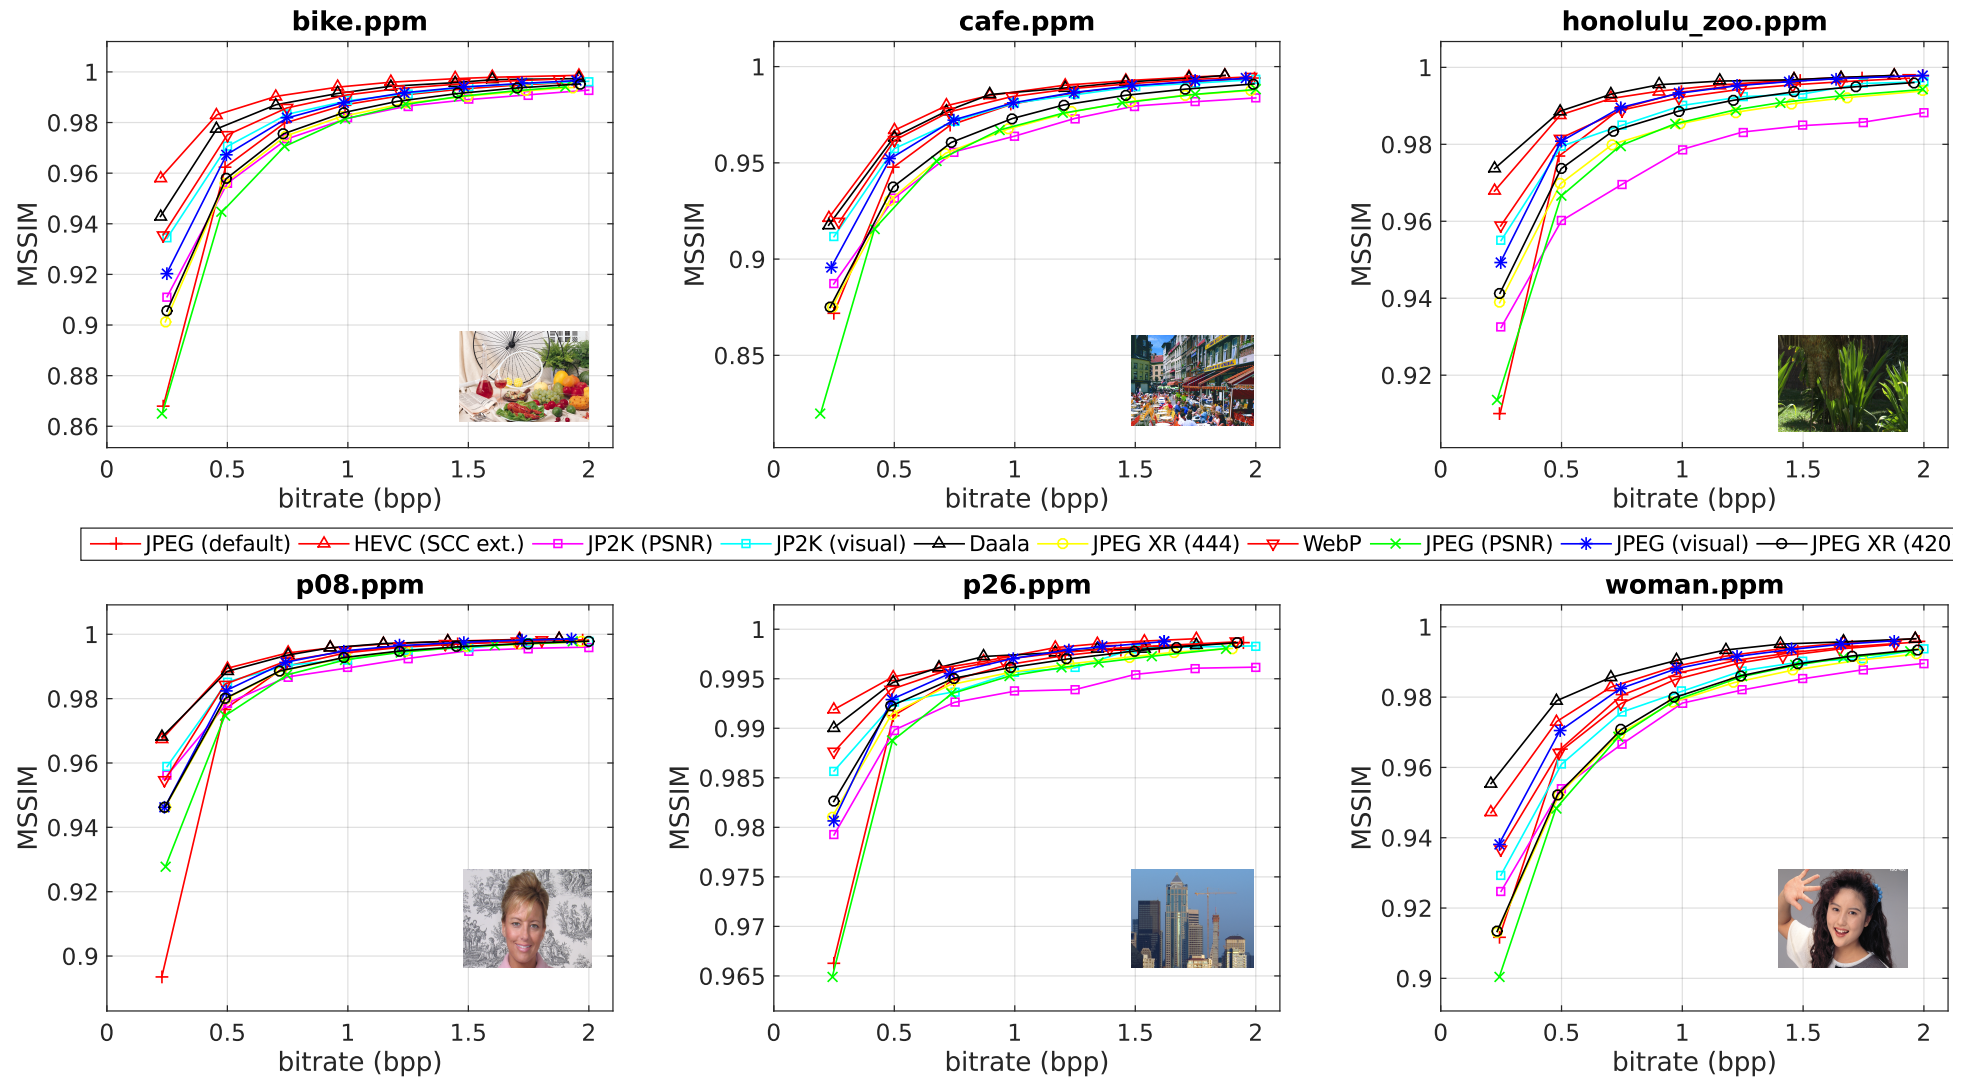 bike.ppm
MSSIM
1
0.98
0.96
0.94
0.92
0.9
0.88
0.86
0 0.5 1 1.5 2
bitrate (bpp)
cafe.ppm
MSSIM
1
0.95
0.9
0.85
0 0.5 1 1.5 2
bitrate (bpp)
honolulu_zoo.ppm
MSSIM
1
0.98
0.96
0.94
0.92
0 0.5 1 1.5 2
bitrate (bpp)
JPEG (default) HEVC (SCC ext.) JP2K (PSNR) JP2K (visual) Daala JPEG XR (444) WebP JPEG (PSNR) JPEG (visual) JPEG XR (420
p08.ppm
MSSIM
1
0.98
0.96
0.94
0.92
0.9
0 0.5 1 1.5 2
bitrate (bpp)
p26.ppm
MSSIM
1
0.995
0.99
0.985
0.98
0.975
0.97
0.965
0 0.5 1 1.5 2
bitrate (bpp)
woman.ppm
MSSIM
1
0.98
0.96
0.94
0.92
0.9
0 0.5 1 1.5 2
bitrate (bpp)